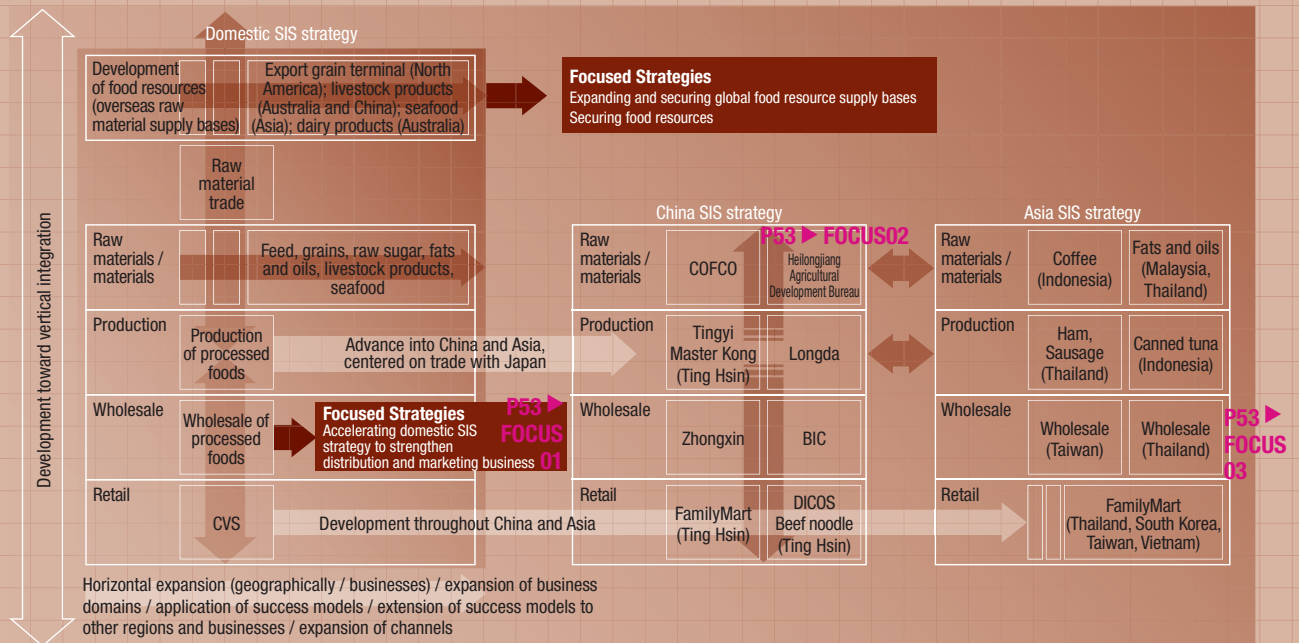 Domestic SIS strategy
Development toward vertical integration
Development
of food resources
(overseas raw
material supply bases)
Export grain terminal (North
America); livestock products
(Australia and China); seafood
(Asia); dairy products (Australia)
Focused Strategies
Expanding and securing global food resource supply bases
Securing food resources
Raw
material
trade
Raw
materials /
materials
Feed, grains, raw sugar, fats
and oils, livestock products,
seafood
Production
Production
of processed
foods
Advance into China and Asia,
centered on trade with Japan
Wholesale
Wholesale of
processed
foods
Focused Strategies
Accelerating domestic SIS
strategy to strengthen
distribution and marketing business
P53 ▶
FOCUS
01
Retail
CVS
Development throughout China and Asia
China SIS strategy
P53 ▶ FOCUS02
Raw
materials /
materials
COFCO
Heilongjiang
Agricultural
Development Bureau
Production
Tingyi
Master Kong
(Ting Hsin)
Longda
Wholesale
Zhongxin
BIC
Retail
FamilyMart
(Ting Hsin)
DICOS
Beef noodle
(Ting Hsin)
Asia SIS strategy
Raw
materials /
materials
Coffee
(Indonesia)
Fats and oils
(Malaysia,
Thailand)
Production
Ham,
Sausage
(Thailand)
Canned tuna
(Indonesia)
Wholesale
Wholesale
(Taiwan)
Wholesale
(Thailand)
P53 ▶
FOCUS
03
Retail
FamilyMart
(Thailand, South Korea,
Taiwan, Vietnam)
Horizontal expansion (geographically / businesses) / expansion of business
domains / application of success models / extension of success models to
other regions and businesses / expansion of channels